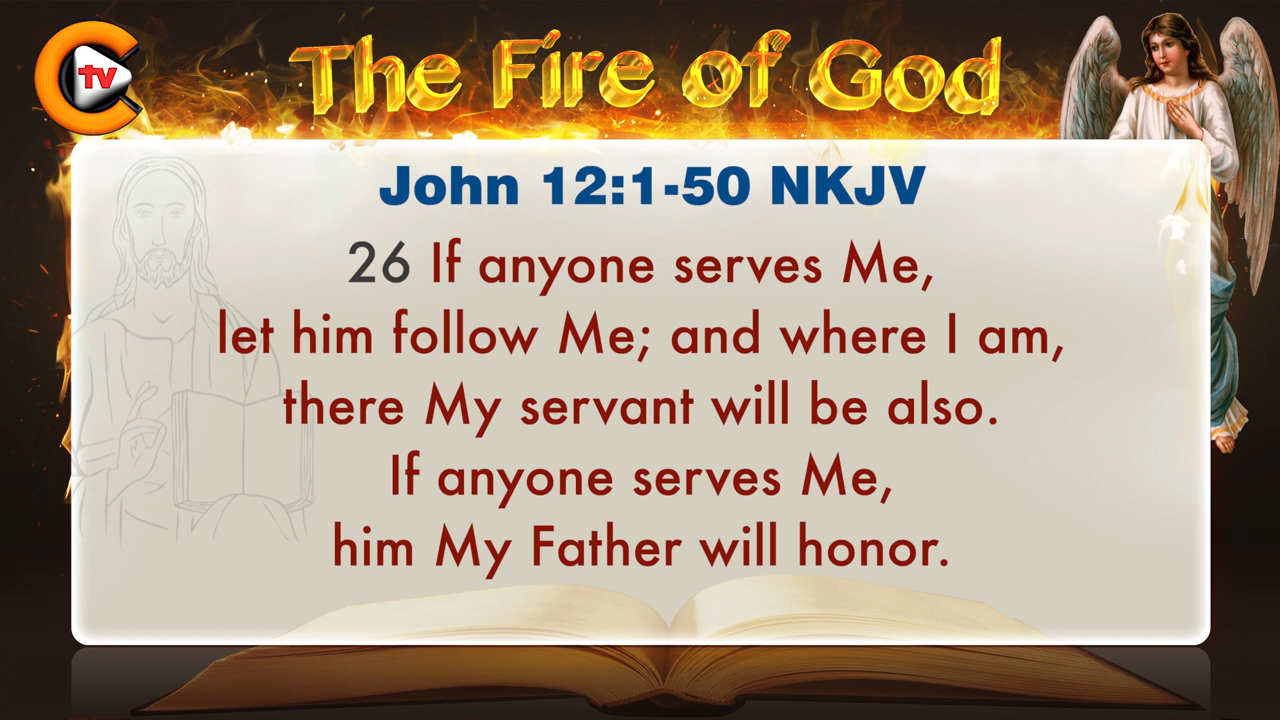 tv
The Fire of God
John 12:1-50 NKJV
26 If anyone serves Me,
let him follow Me; and where I am,
there My servant will be also.
If anyone serves Me,
him My Father will honor.